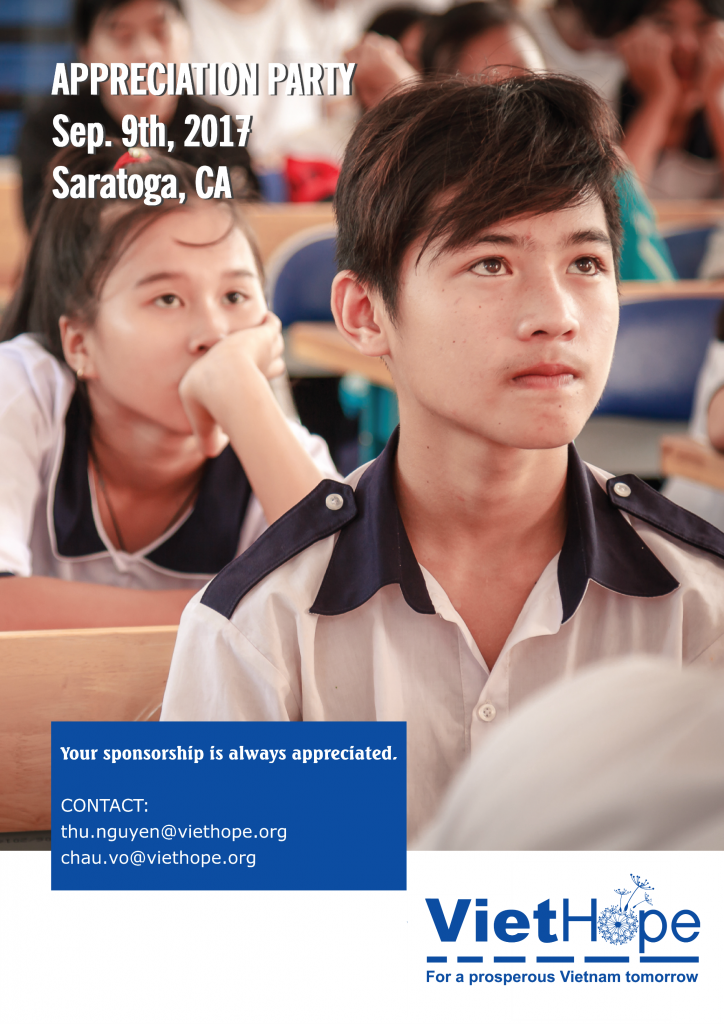 APPRECIATION PARTY
Sep. 9th, 2017
Saratoga, CA
Your sponsorship is always appreciated.
CONTACT:
thu.nguyen@viethope.org
chau.vo@viethope.org
VietHope
For a prosperous Vietnam tomorrow